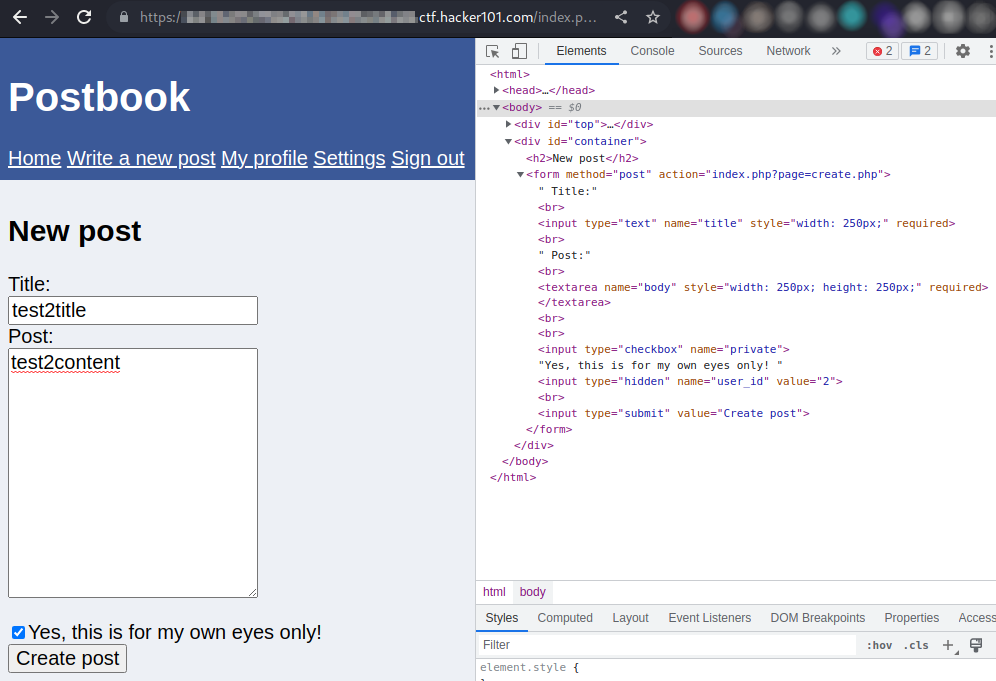 https:/
.ctf.hacker101.com/index.p...
Postbook
Home Write a new post My profile Settings Sign out
New post
Title:
test2title
Post:
test2content
Yes, this is for my own eyes only!
Create post
Elements Console Sources Network » 2 2
<html>
<head>…</head>
<body> == $0
<div id="top">…</div>
<div id="container">
<h2>New post</h2>
<form method="post" action="index.php?page=create.php">
" Title:"
<br>
<input type="text" name="title" style="width: 250px;" required>
<br>
" Post:"
<br>
<textarea name="body" style="width: 250px; height: 250px;" required>
</textarea>
<br>
<br>
<input type="checkbox" name="private">
"Yes, this is for my own eyes only! "
<input type="hidden" name="user_id" value="2">
<br>
<input type="submit" value="Create post">
</form>
</div>
</body>
</html>
html body
Styles Computed Layout Event Listeners DOM Breakpoints Properties Access
Filter :hov .cls
element.style {